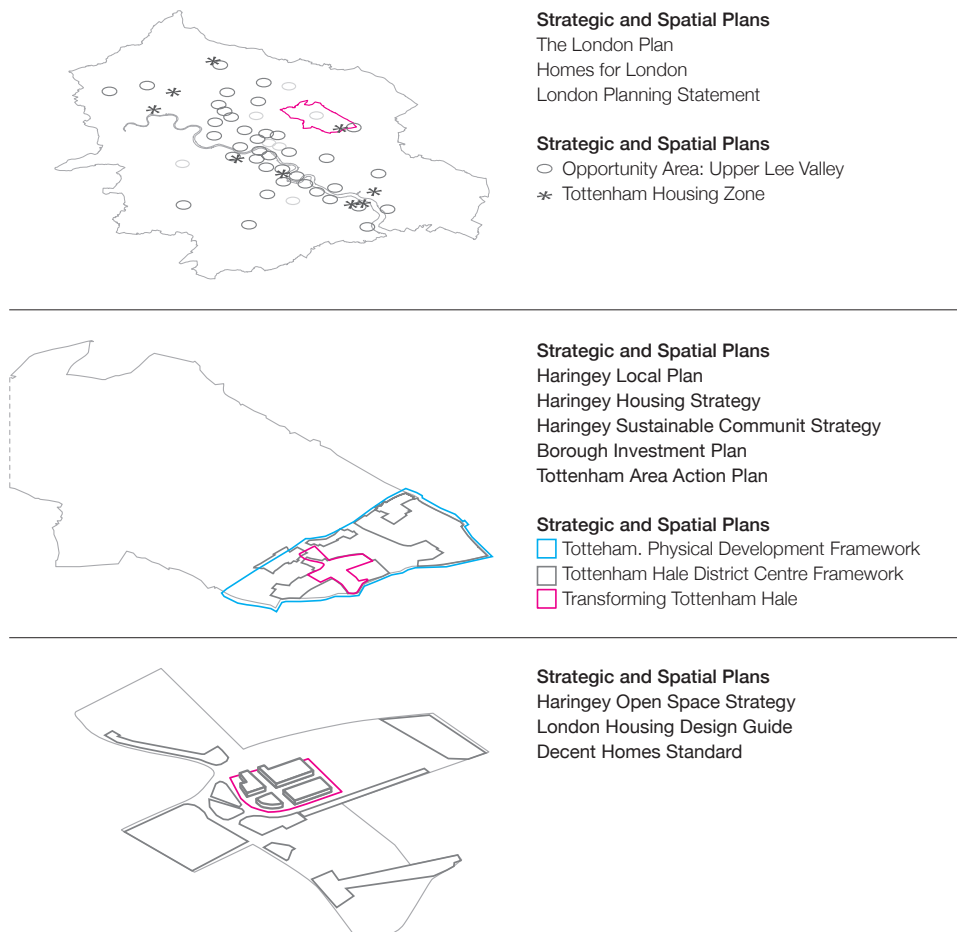 Strategic and Spatial Plans
The London Plan
Homes for London
London Planning Statement
Strategic and Spatial Plans
Opportunity Area: Upper Lee Valley
Tottenham Housing Zone
Strategic and Spatial Plans
Haringey Local Plan
Haringey Housing Strategy
Haringey Sustainable Communit Strategy
Borough Investment Plan
Tottenham Area Action Plan
Strategic and Spatial Plans
Totteham. Physical Development Framework
Tottenham Hale District Centre Framework
Transforming Tottenham Hale
Strategic and Spatial Plans
Haringey Open Space Strategy
London Housing Design Guide
Decent Homes Standard